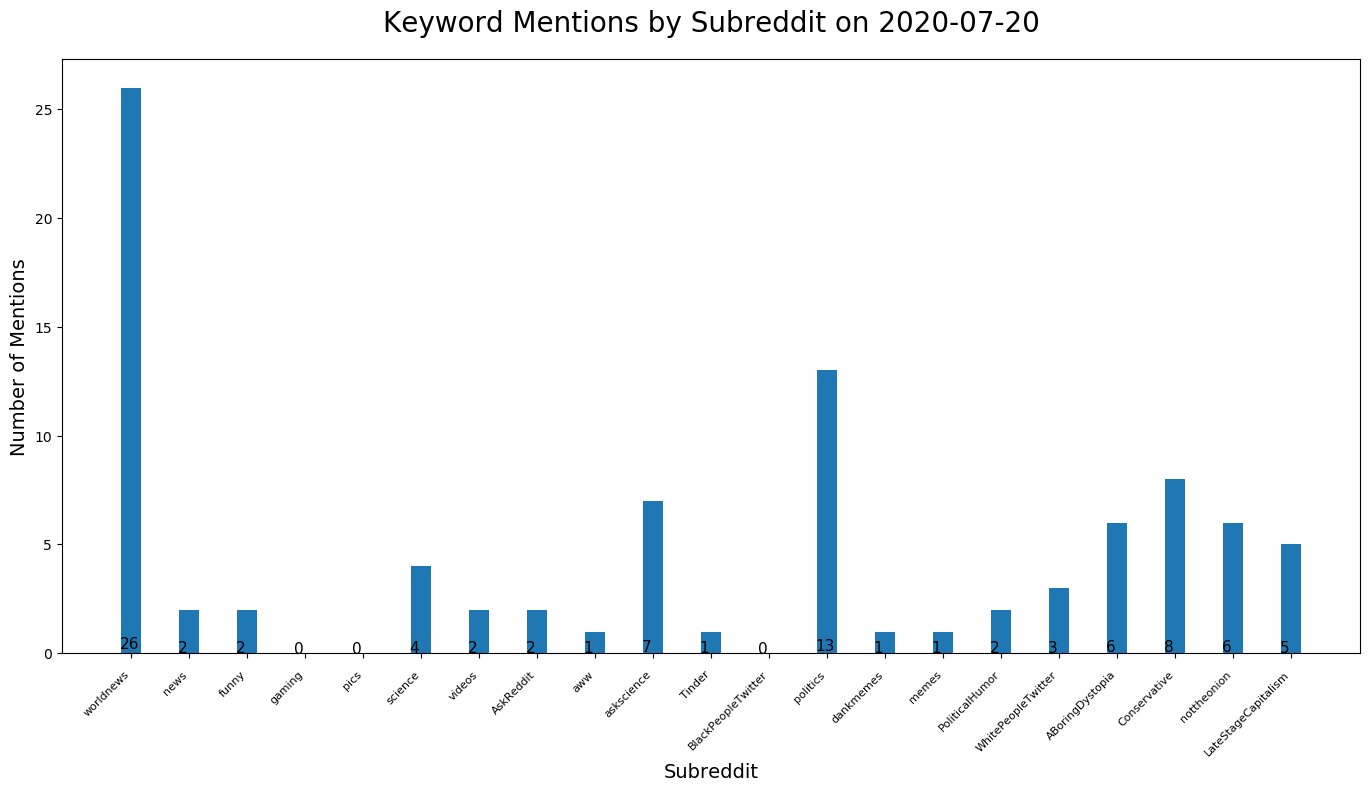 Keyword Mentions by Subreddit on 2020-07-20
Number of Mentions
25
20
15
10
5
0
26 2 2 0 0 4 2 2 1 7 1 0 13 1 1 2 3 6 8 6 5
worldnews news funny gaming pics science videos AskReddit aww askscience Tinder BlackPeopleTwitter politics dankmemes memes PoliticalHumor WhitePeopleTwitter ABoringDystopia Conservative nottheonion LateStageCapitalism
Subreddit